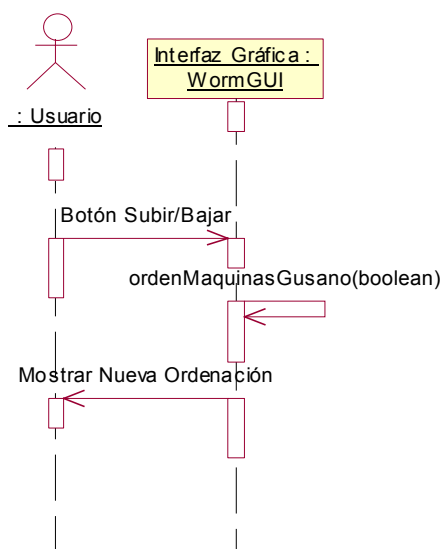 Interfaz Gráfica :
WormGUI
: Usuario
Botón Subir/Bajar
ordenMaquinasGusano(boolean)
Mostrar Nueva Ordenación